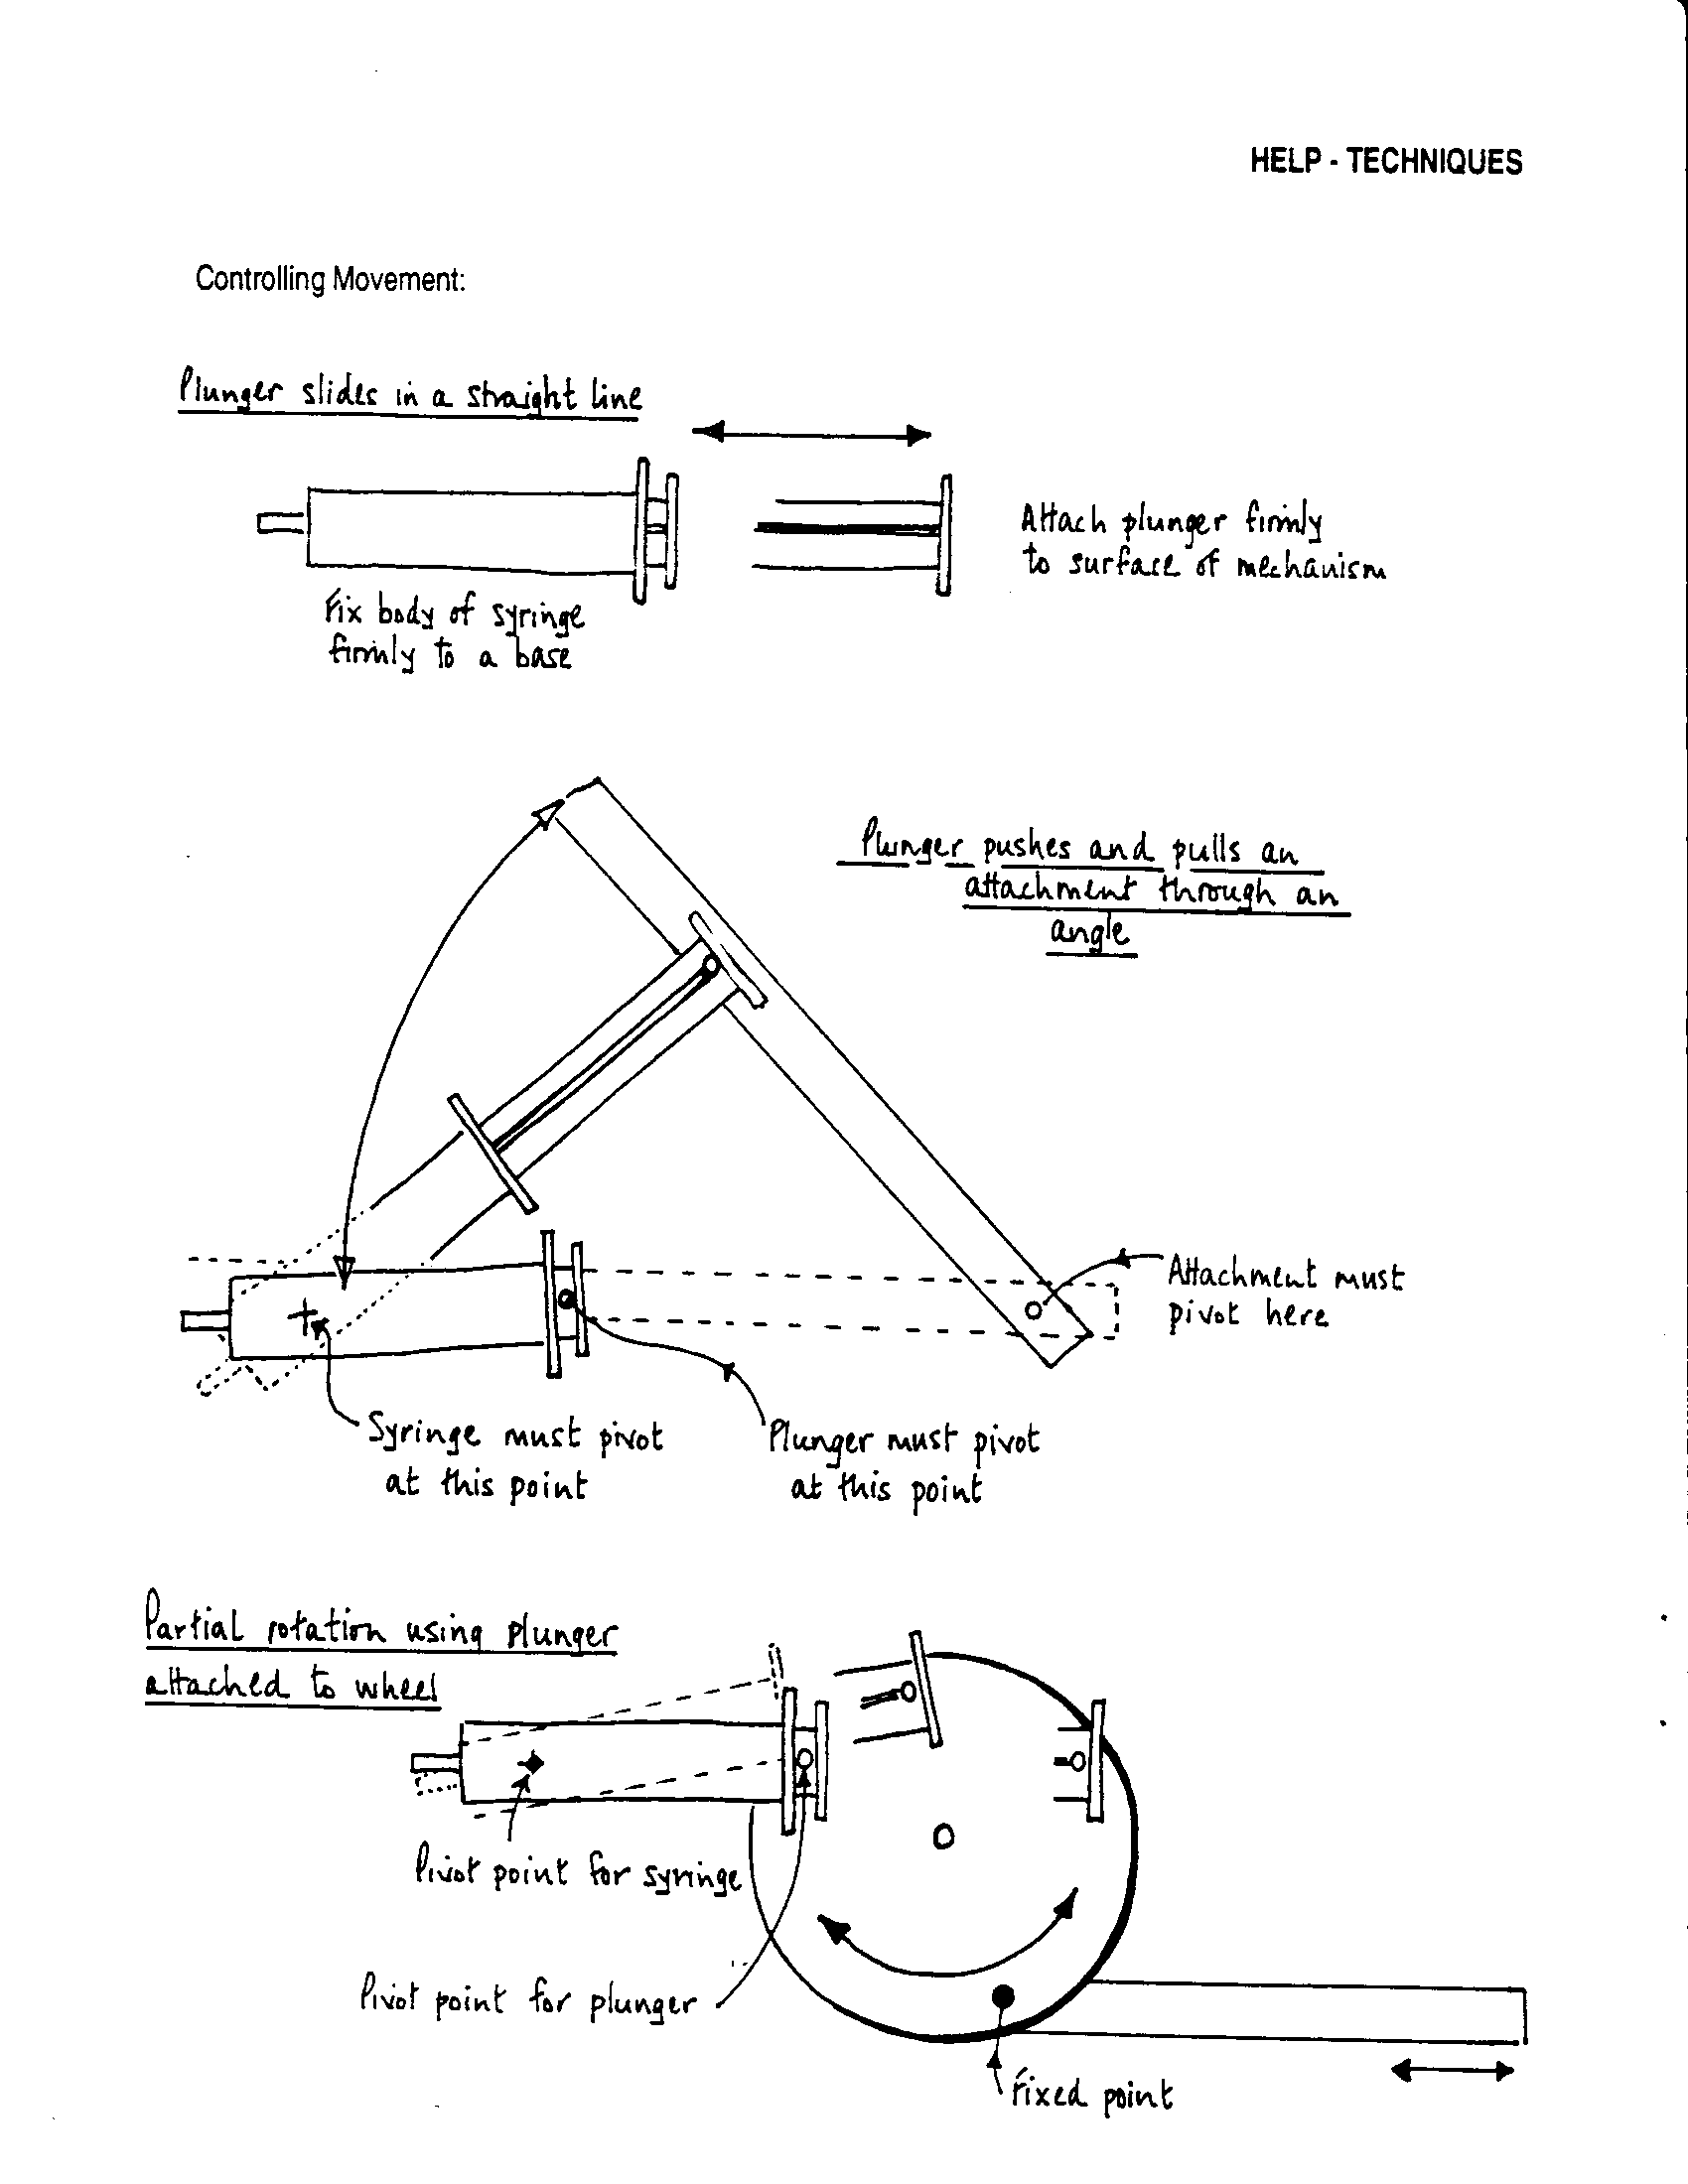 HELP - TECHNIQUES
Controlling Movement:
Plunger slides in a straight line
Attach plunger firmly
to surface of mechanism
Fix body of syringe
firmly to a base
Plunger pushes and pulls an
attachment through an
angle
Attachment must
pivot here
Syringe must pivot
at this point
Plunger must pivot
at this point
Partial rotation using plunger
attached to wheel
Pivot point for syringe
Pivot point for plunger
Fixed point